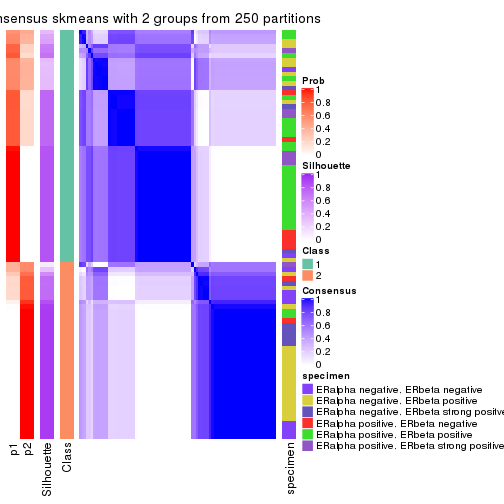 nsensus skmeans with 2 groups from 250 partitions
Prob
1
0.8
0.6
0.4
0.2
0
Silhouette
1
0.8
0.6
0.4
0.2
0
Class
1
2
Consensus
1
0.8
0.6
0.4
0.2
0
specimen
ERalpha negative. ERbeta negative
ERalpha negative. ERbeta positive
ERalpha negative. ERbeta strong positive
ERalpha positive. ERbeta negative
ERalpha positive. ERbeta positive
ERalpha positive. ERbeta strong positive
p1
p2
Silhouette
Class
specimen